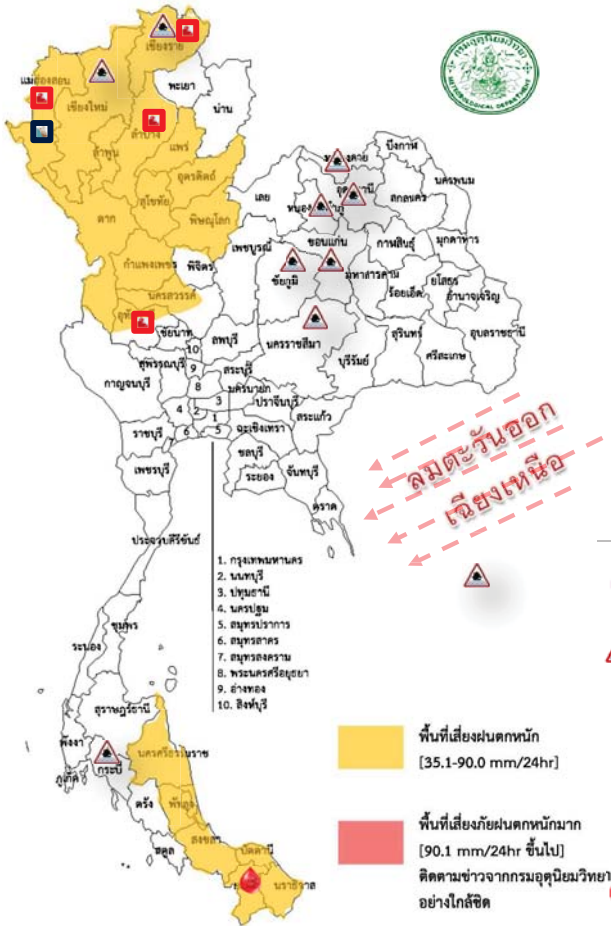 กรมอุตุนิยมวิทยา
METEOROLOGICAL DEPARTMENT
เชียงราย
แม่ฮ่องสอน
พะเยา
เชียงใหม่
น่าน
ลำปาง
ลำพูน
แพร่
อุตรดิตถ์
สุโขทัย
ตาก
พิษณุโลก
กำแพงเพชร
พิจิตร
เพชรบูรณ์
นครสวรรค์
ชัยนาท
บึงกาฬ
เลย
นครพนม
สกลนคร
ขอนแก่น
กาฬสินธุ์
มุกดาหาร
ชัยภูมิ
มหาสารคาม
ร้อยเอ็ด
ยโสธร
อำนาจเจริญ
นครราชสีมา
บุรีรัมย์
สุรินทร์
ศรีสะเกษ
อุบลราชธานี
ลพบุรี
10
สุพรรณบุรี
9
สระบุรี
กาญจนบุรี
8
นครนายก
3
ปราจีนบุรี
4
2
1
สระแก้ว
ราชบุรี
7
6
5
ฉะเชิงเทรา
ชลบุรี
เพชรบุรี
ระยอง
จันทบุรี
ตราด
ลมตะวันออก
เฉียงเหนือ
ประจวบคีรีขันธ์
1. กรุงเทพมหานคร
2. นนทบุรี
3. ปทุมธานี
4. นครปฐม
5. สมุทรปราการ
6. สมุทรสาคร
7. สมุทรสงคราม
8. พระนครศรีอยุธยา
9. อ่างทอง
10. สิงห์บุรี
ชุมพร
ระนอง
สุราษฎร์ธานี
พังงา
นครศรีธรรมราช
ภูเก็ต
กระบี่
ตรัง
พัทลุง
สตูล
สงขลา
ปัตตานี
นราธิวาส
พื้นที่เสี่ยงฝนตกหนัก
[35.1-90.0 mm/24hr]
พื้นที่เสี่ยงภัยฝนตกหนักมาก
[90.1 mm/24hr ขึ้นไป]
ติดตามข่าวจากกรมอุตุนิยมวิทยา
อย่างใกล้ชิด